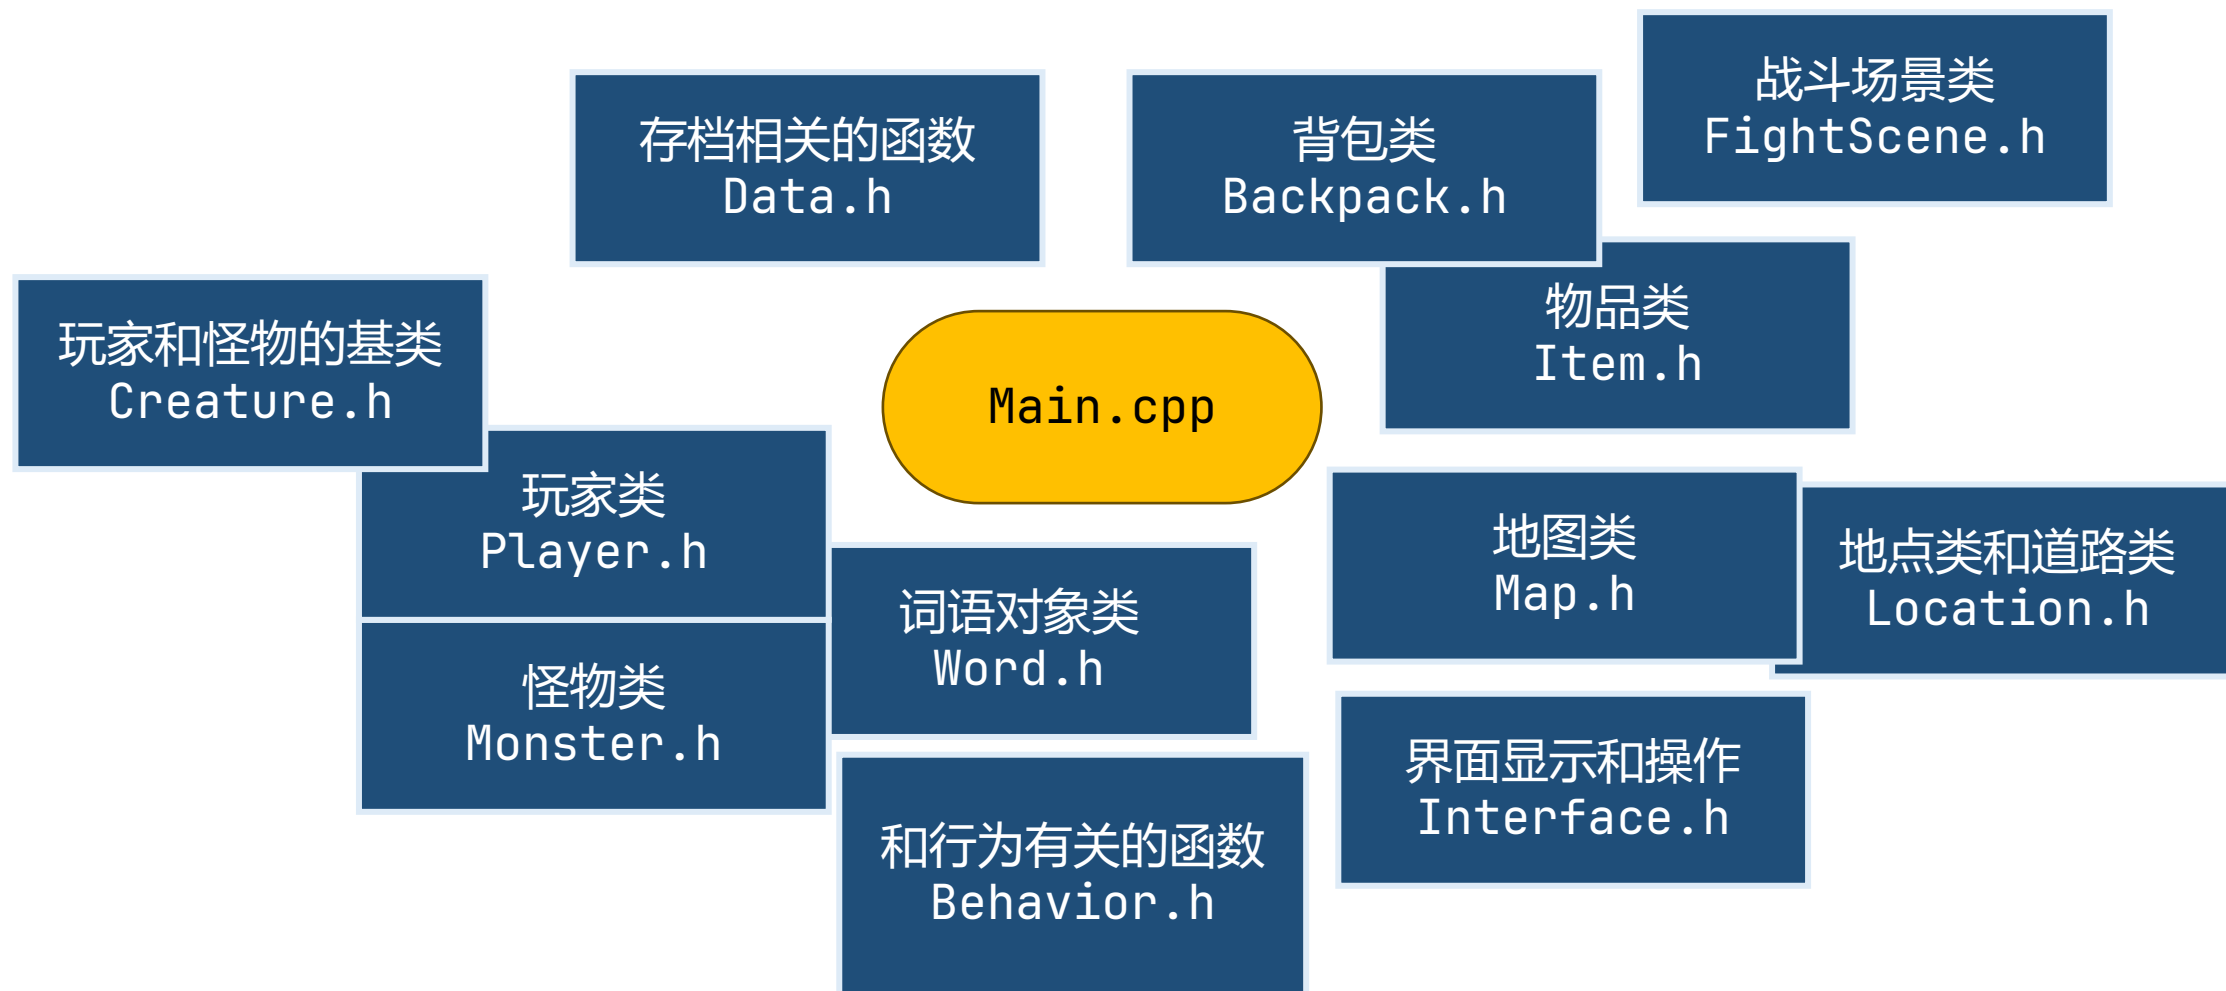 战斗场景类
FightScene.h
存档相关的函数
Data.h
背包类
Backpack.h
物品类
Item.h
玩家和怪物的基类
Creature.h
Main.cpp
玩家类
Player.h
地图类
Map.h
地点类和道路类
Location.h
词语对象类
Word.h
怪物类
Monster.h
界面显示和操作
Interface.h
和行为有关的函数
Behavior.h